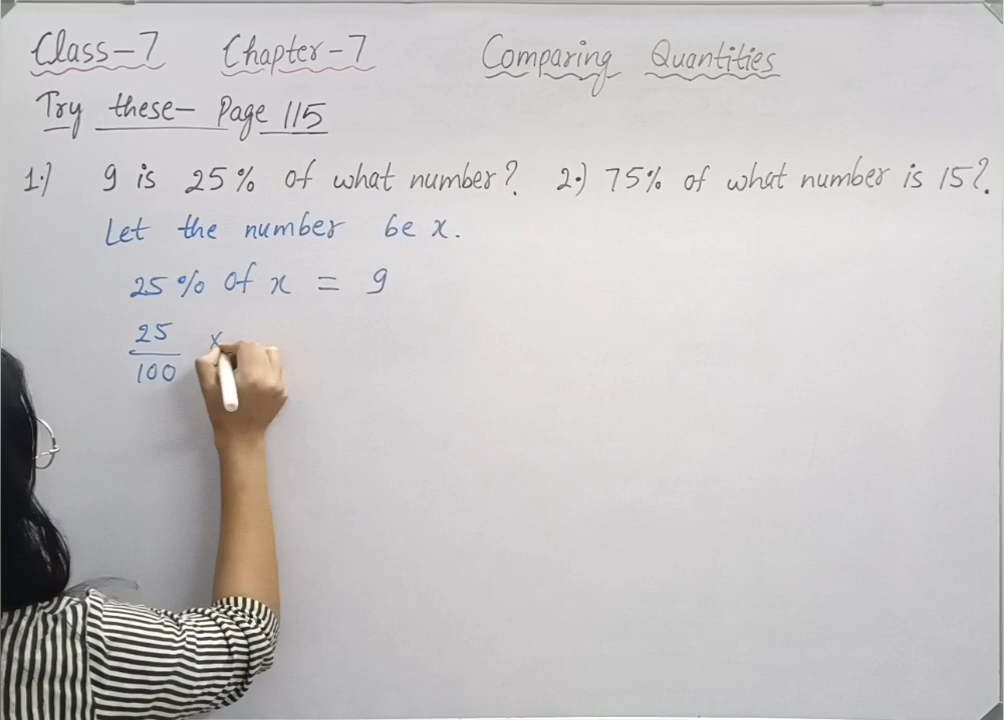 Class-7 Chapter-7 Comparing Quantities
Try these- Page 115
1.) 9 is 25% of what number? 2.) 75% of what number is 15?.
Let the number be x.
25% of x = 9
25/100 x